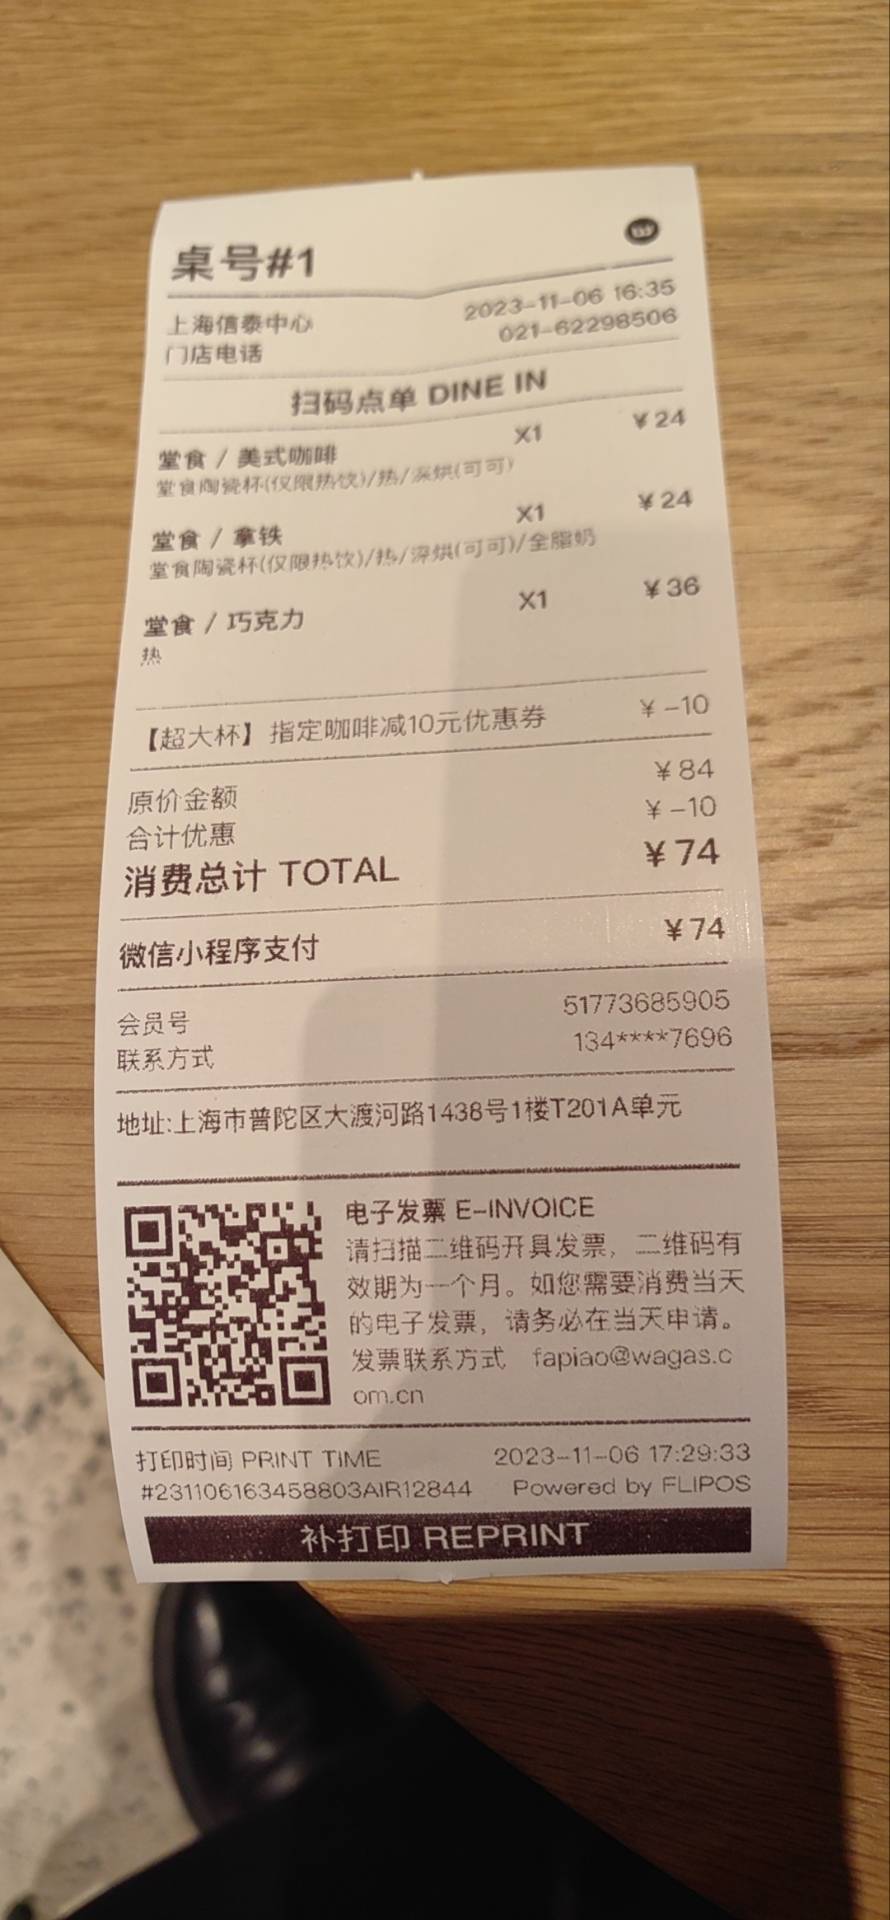 桌号#1
上海信泰中心 2023-11-06 16:35
门店电话 021-62298506
扫码点单 DINE IN
堂食 / 美式咖啡 X1 ¥24
堂食陶瓷杯(仅限热饮)/热/深烘(可可)
堂食 / 拿铁 X1 ¥24
堂食陶瓷杯(仅限热饮)/热/深烘(可可)/全脂奶
堂食 / 巧克力 X1 ¥36
热
【超大杯】指定咖啡减10元优惠券 ¥-10
原价金额 ¥84
合计优惠 ¥-10
消费总计 TOTAL ¥74
微信小程序支付 ¥74
会员号 51773685905
联系方式 134****7696
地址:上海市普陀区大渡河路1438号1楼T201A单元
电子发票 E-INVOICE
请扫描二维码开具发票，二维码有
效期为一个月。如您需要消费当天
的电子发票，请务必在当天申请。
发票联系方式 fapiao@wagas.c
om.cn
打印时间 PRINT TIME 2023-11-06 17:29:33
#231106163458803AIR12844 Powered by FLIPOS
补打印 REPRINT